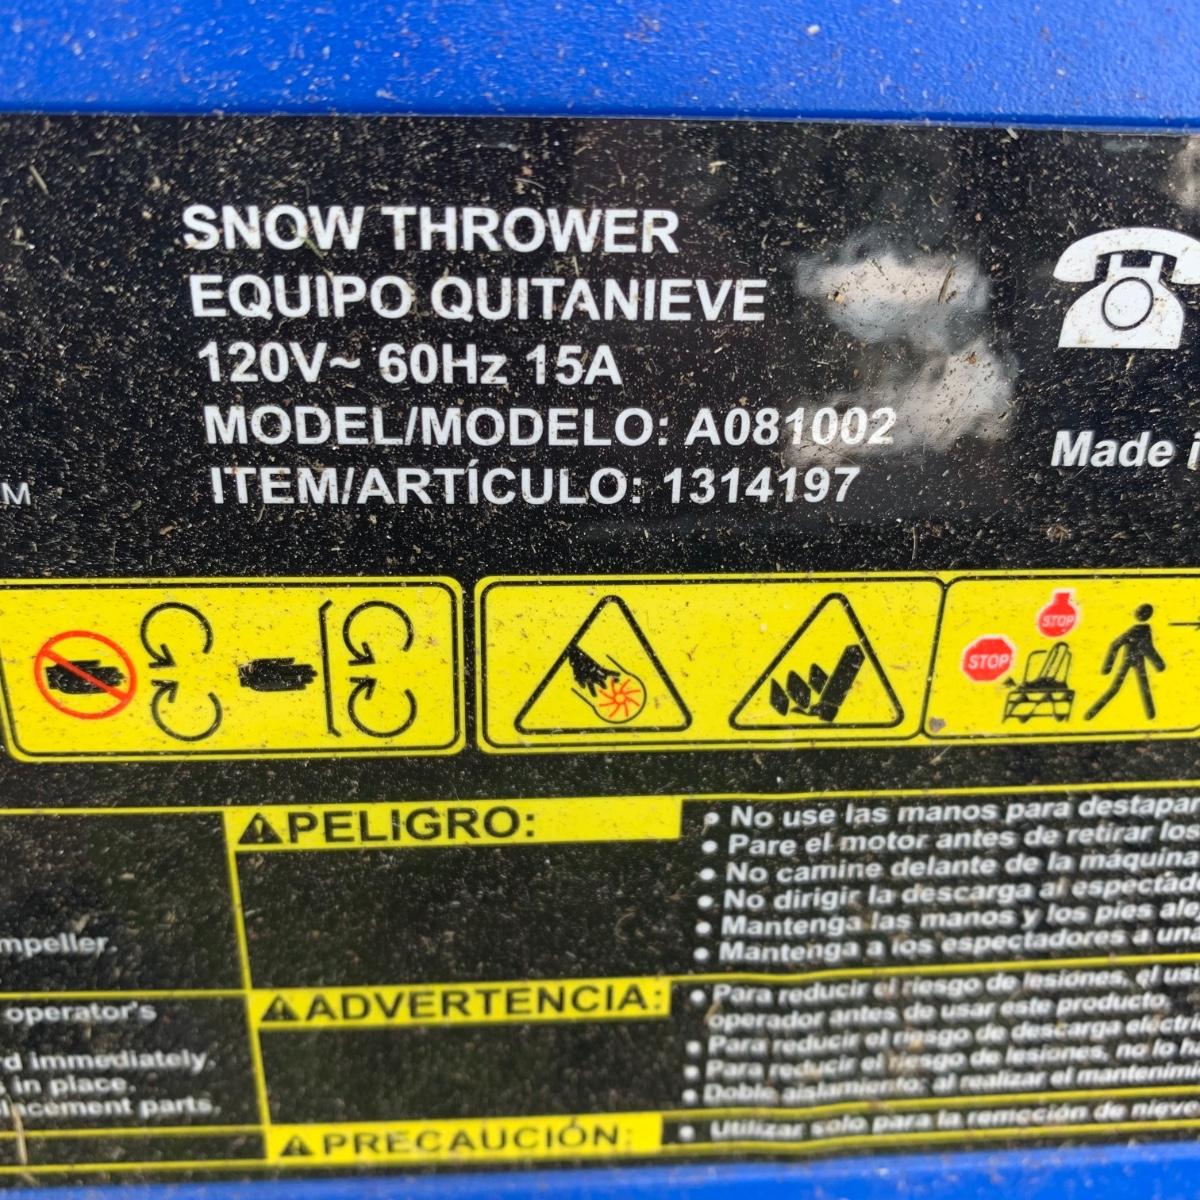 SNOW THROWER
EQUIPO QUITANIEVE
120V~ 60Hz 15A
MODEL/MODELO: A081002
ITEM/ARTÍCULO: 1314197
Made
M
STOP
STOP
PELIGRO:
• No use las manos para destapar
• Pare el motor antes de retirar los
• No camine delante de la máquina
• No dirigir la descarga al espectad
• Mantenga las manos y los pies ale
• Mantenga a los espectadores a una
mpeller.
ADVERTENCIA:
• Para reducir el riesgo de lesiones, el us
operador antes de usar este producto.
• Para reducir el riesgo de descarga eléctri
• Para reducir el riesgo de lesiones, no lo h
• Doble aislamiento: al realizar el mantenimi
operator's
d immediately.
in place.
lacement parts.
PRECAUCIÓN:
• Utilizar solo para la remoción de nieve